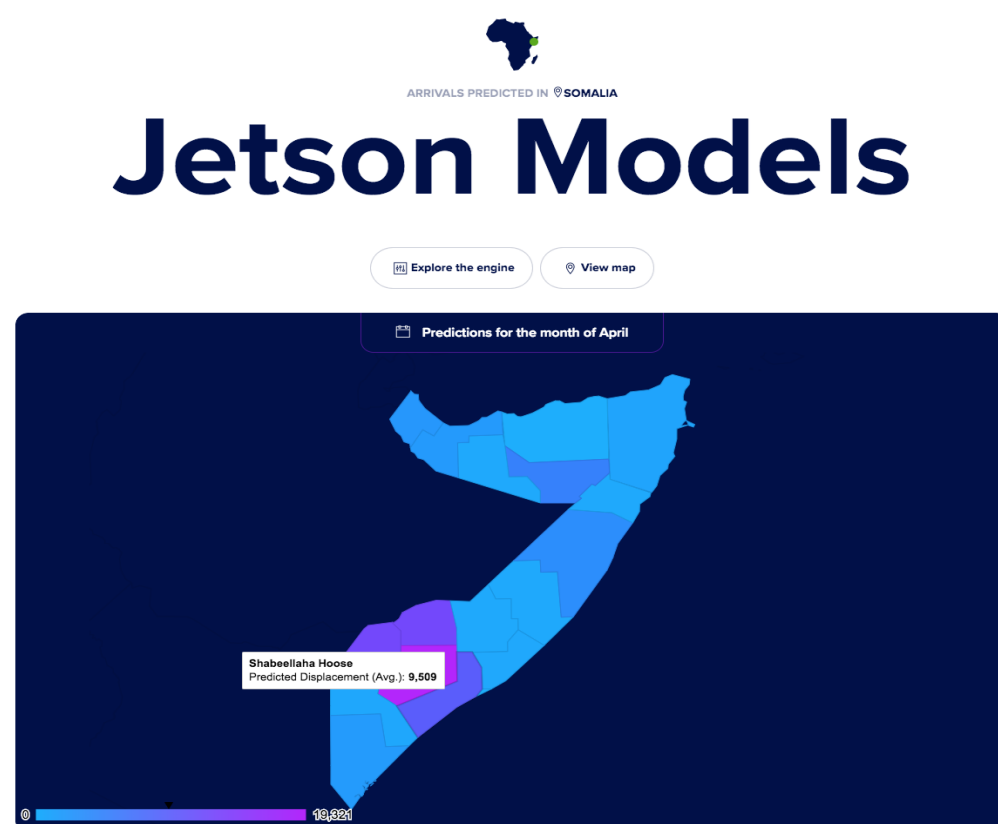 ARRIVALS PREDICTED IN SOMALIA
Jetson Models
Explore the engine
View map
Predictions for the month of April
Shabeellaha Hoose
Predicted Displacement (Avg.): 9,509
0
19,321